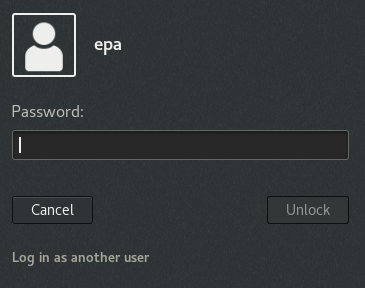 epa
Password:
Cancel
Unlock
Log in as another user